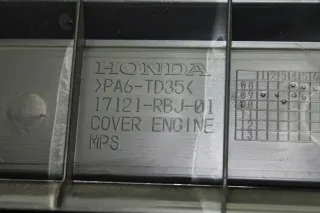 HONDA
>PA6-TD35<
17121-RBJ-01
COVER ENGINE
MPS